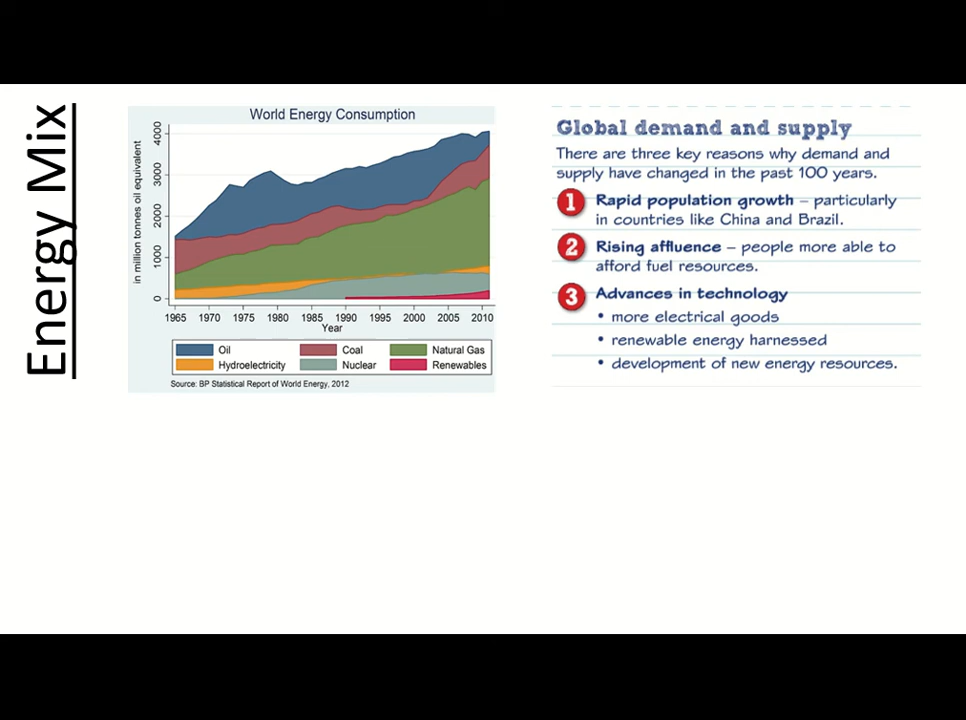 Energy Mix
World Energy Consumption
in million tonnes oil equivalent
4000
3000
2000
1000
0
1965 1970 1975 1980 1985 1990 1995 2000 2005 2010
Year
Oil Coal Natural Gas
Hydroelectricity Nuclear Renewables
Source: BP Statistical Report of World Energy, 2012
Global demand and supply
There are three key reasons why demand and
supply have changed in the past 100 years.
1 Rapid population growth – particularly
in countries like China and Brazil.
2 Rising affluence – people more able to
afford fuel resources.
3 Advances in technology
• more electrical goods
• renewable energy harnessed
• development of new energy resources.